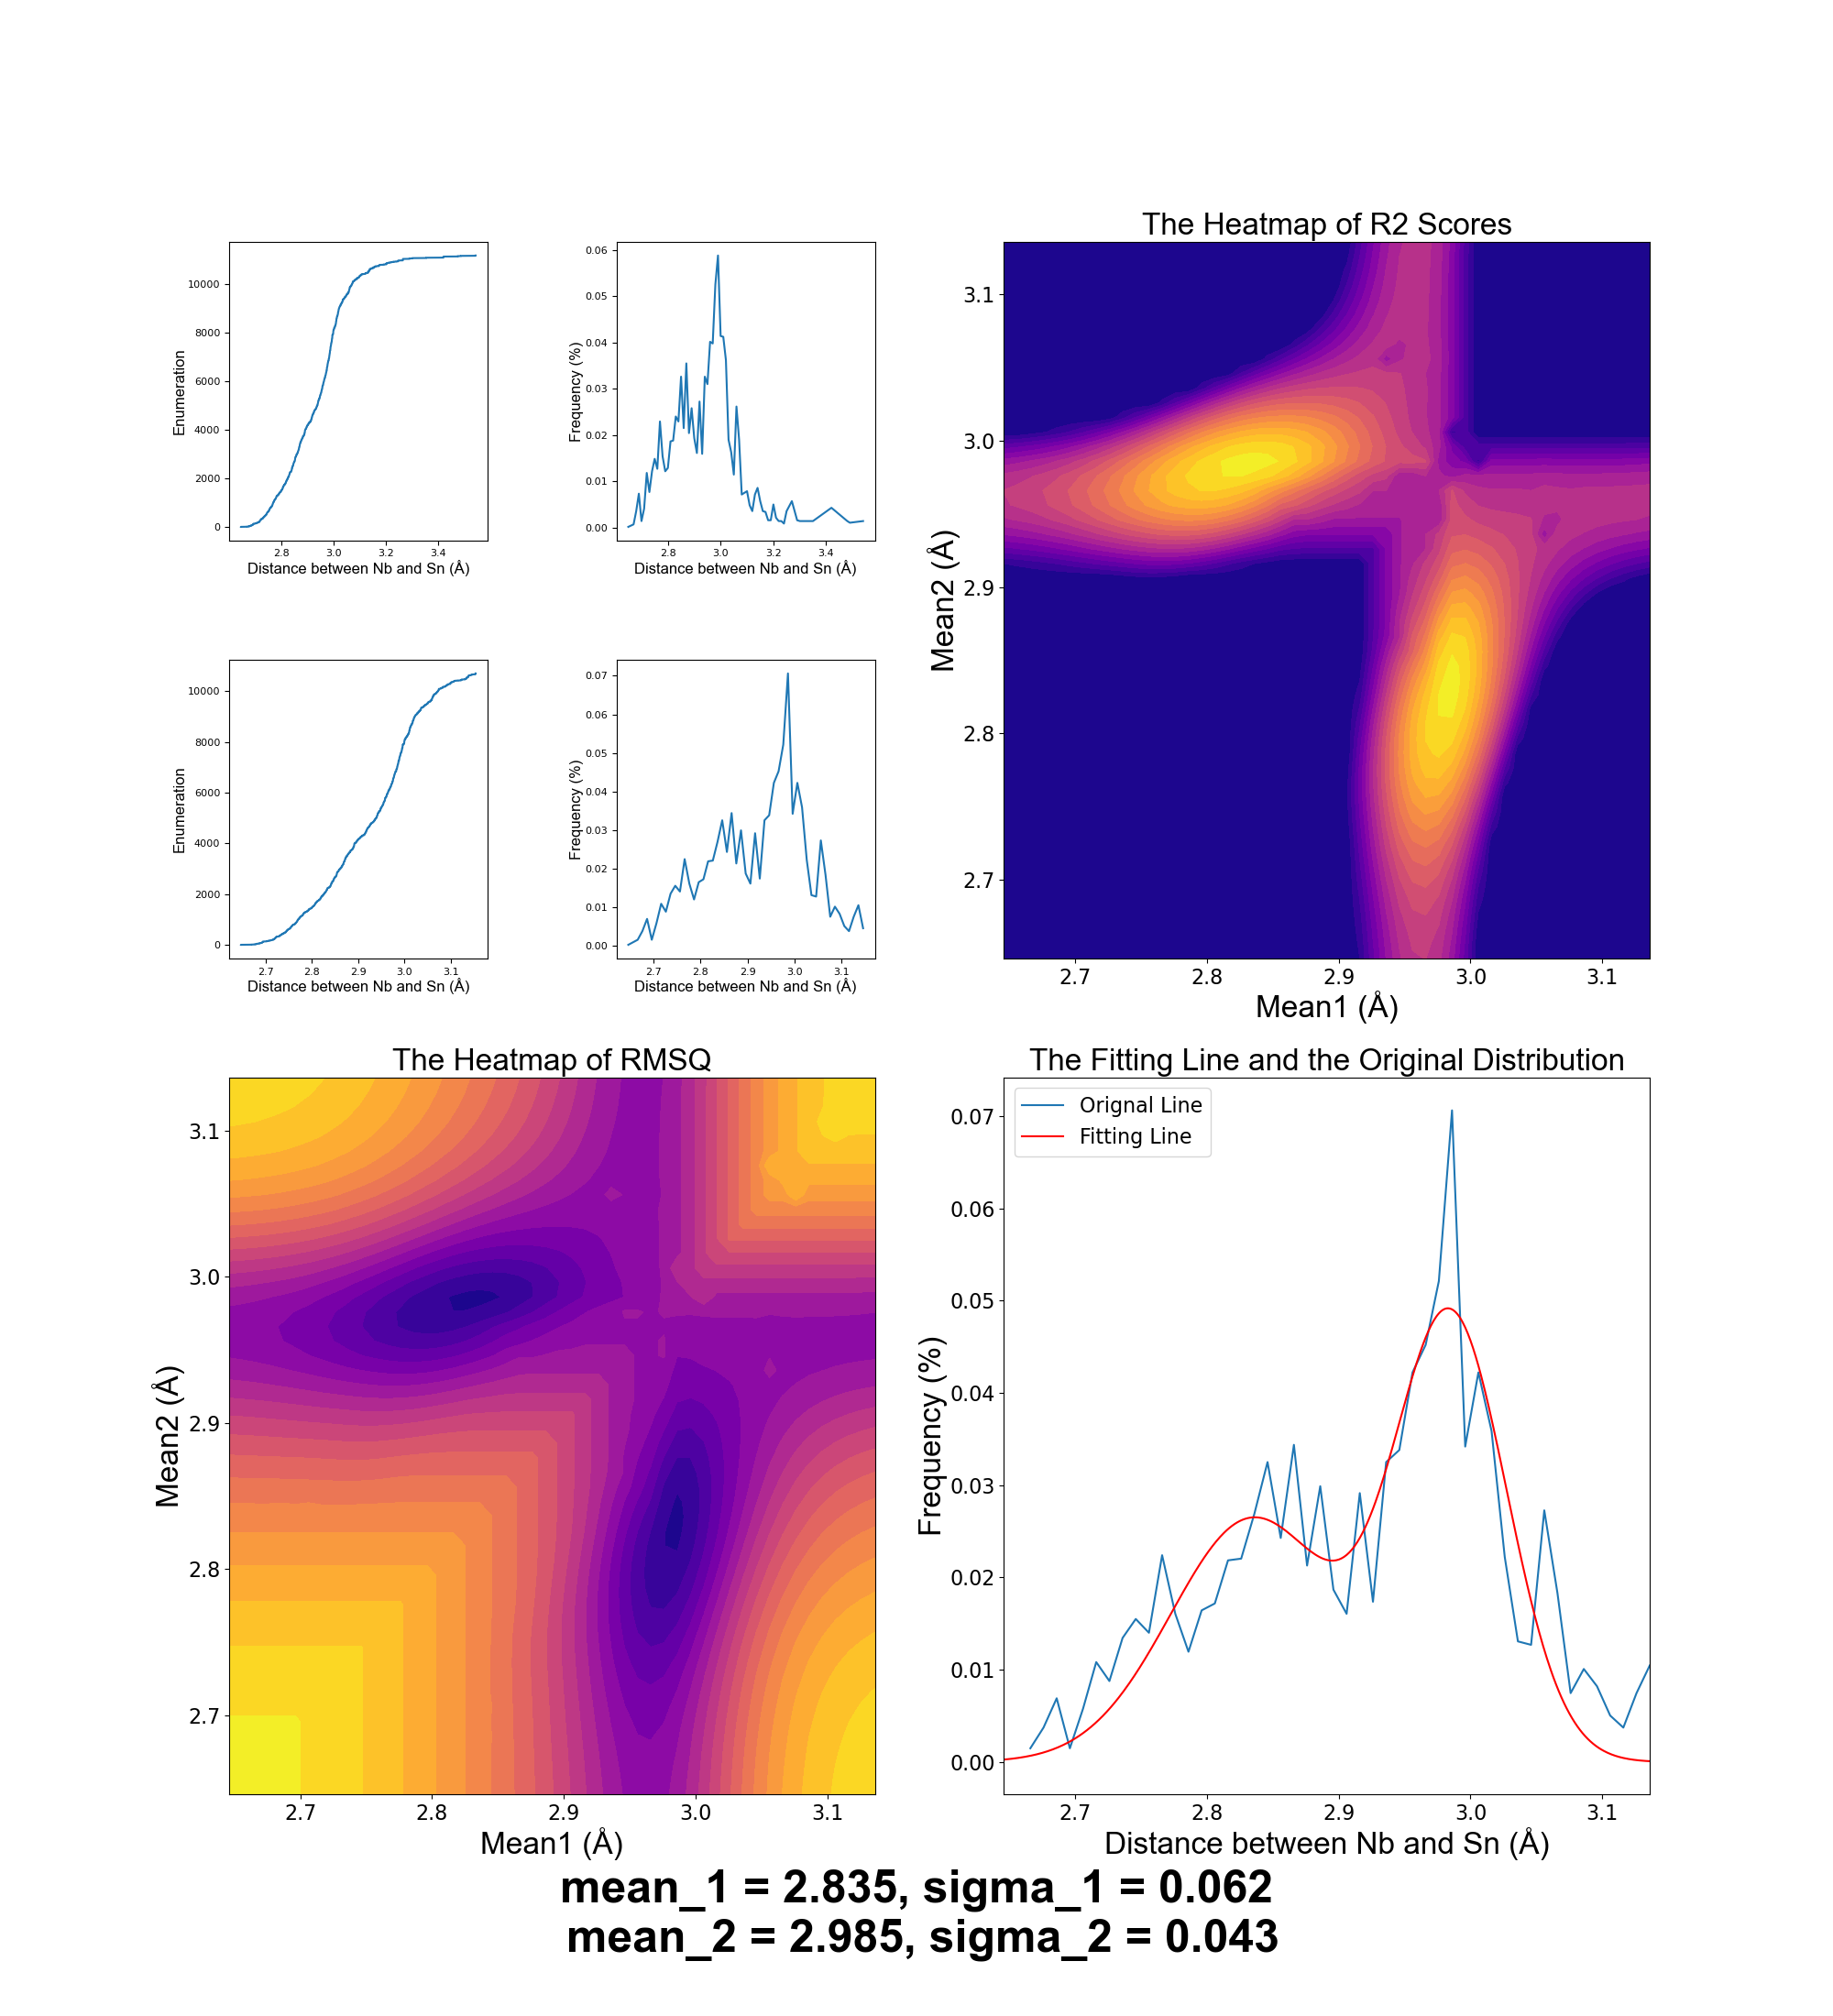 The Heatmap of R2 Scores
10000
8000
6000
4000
2000
0
Enumeration
2.8 3.0 3.2 3.4
Distance between Nb and Sn (Å)
0.06
0.05
0.04
0.03
0.02
0.01
0.00
Frequency (%)
2.8 3.0 3.2 3.4
Distance between Nb and Sn (Å)
10000
8000
6000
4000
2000
0
Enumeration
2.7 2.8 2.9 3.0 3.1
Distance between Nb and Sn (Å)
0.07
0.06
0.05
0.04
0.03
0.02
0.01
0.00
Frequency (%)
2.7 2.8 2.9 3.0 3.1
Distance between Nb and Sn (Å)
3.1
3.0
2.9
2.8
2.7
Mean2 (Å)
2.7 2.8 2.9 3.0 3.1
Mean1 (Å)
The Heatmap of RMSQ
3.1
3.0
2.9
2.8
2.7
Mean2 (Å)
2.7 2.8 2.9 3.0 3.1
Mean1 (Å)
The Fitting Line and the Original Distribution
Orignal Line
Fitting Line
0.07
0.06
0.05
0.04
0.03
0.02
0.01
0.00
Frequency (%)
2.7 2.8 2.9 3.0 3.1
Distance between Nb and Sn (Å)
mean_1 = 2.835, sigma_1 = 0.062
mean_2 = 2.985, sigma_2 = 0.043